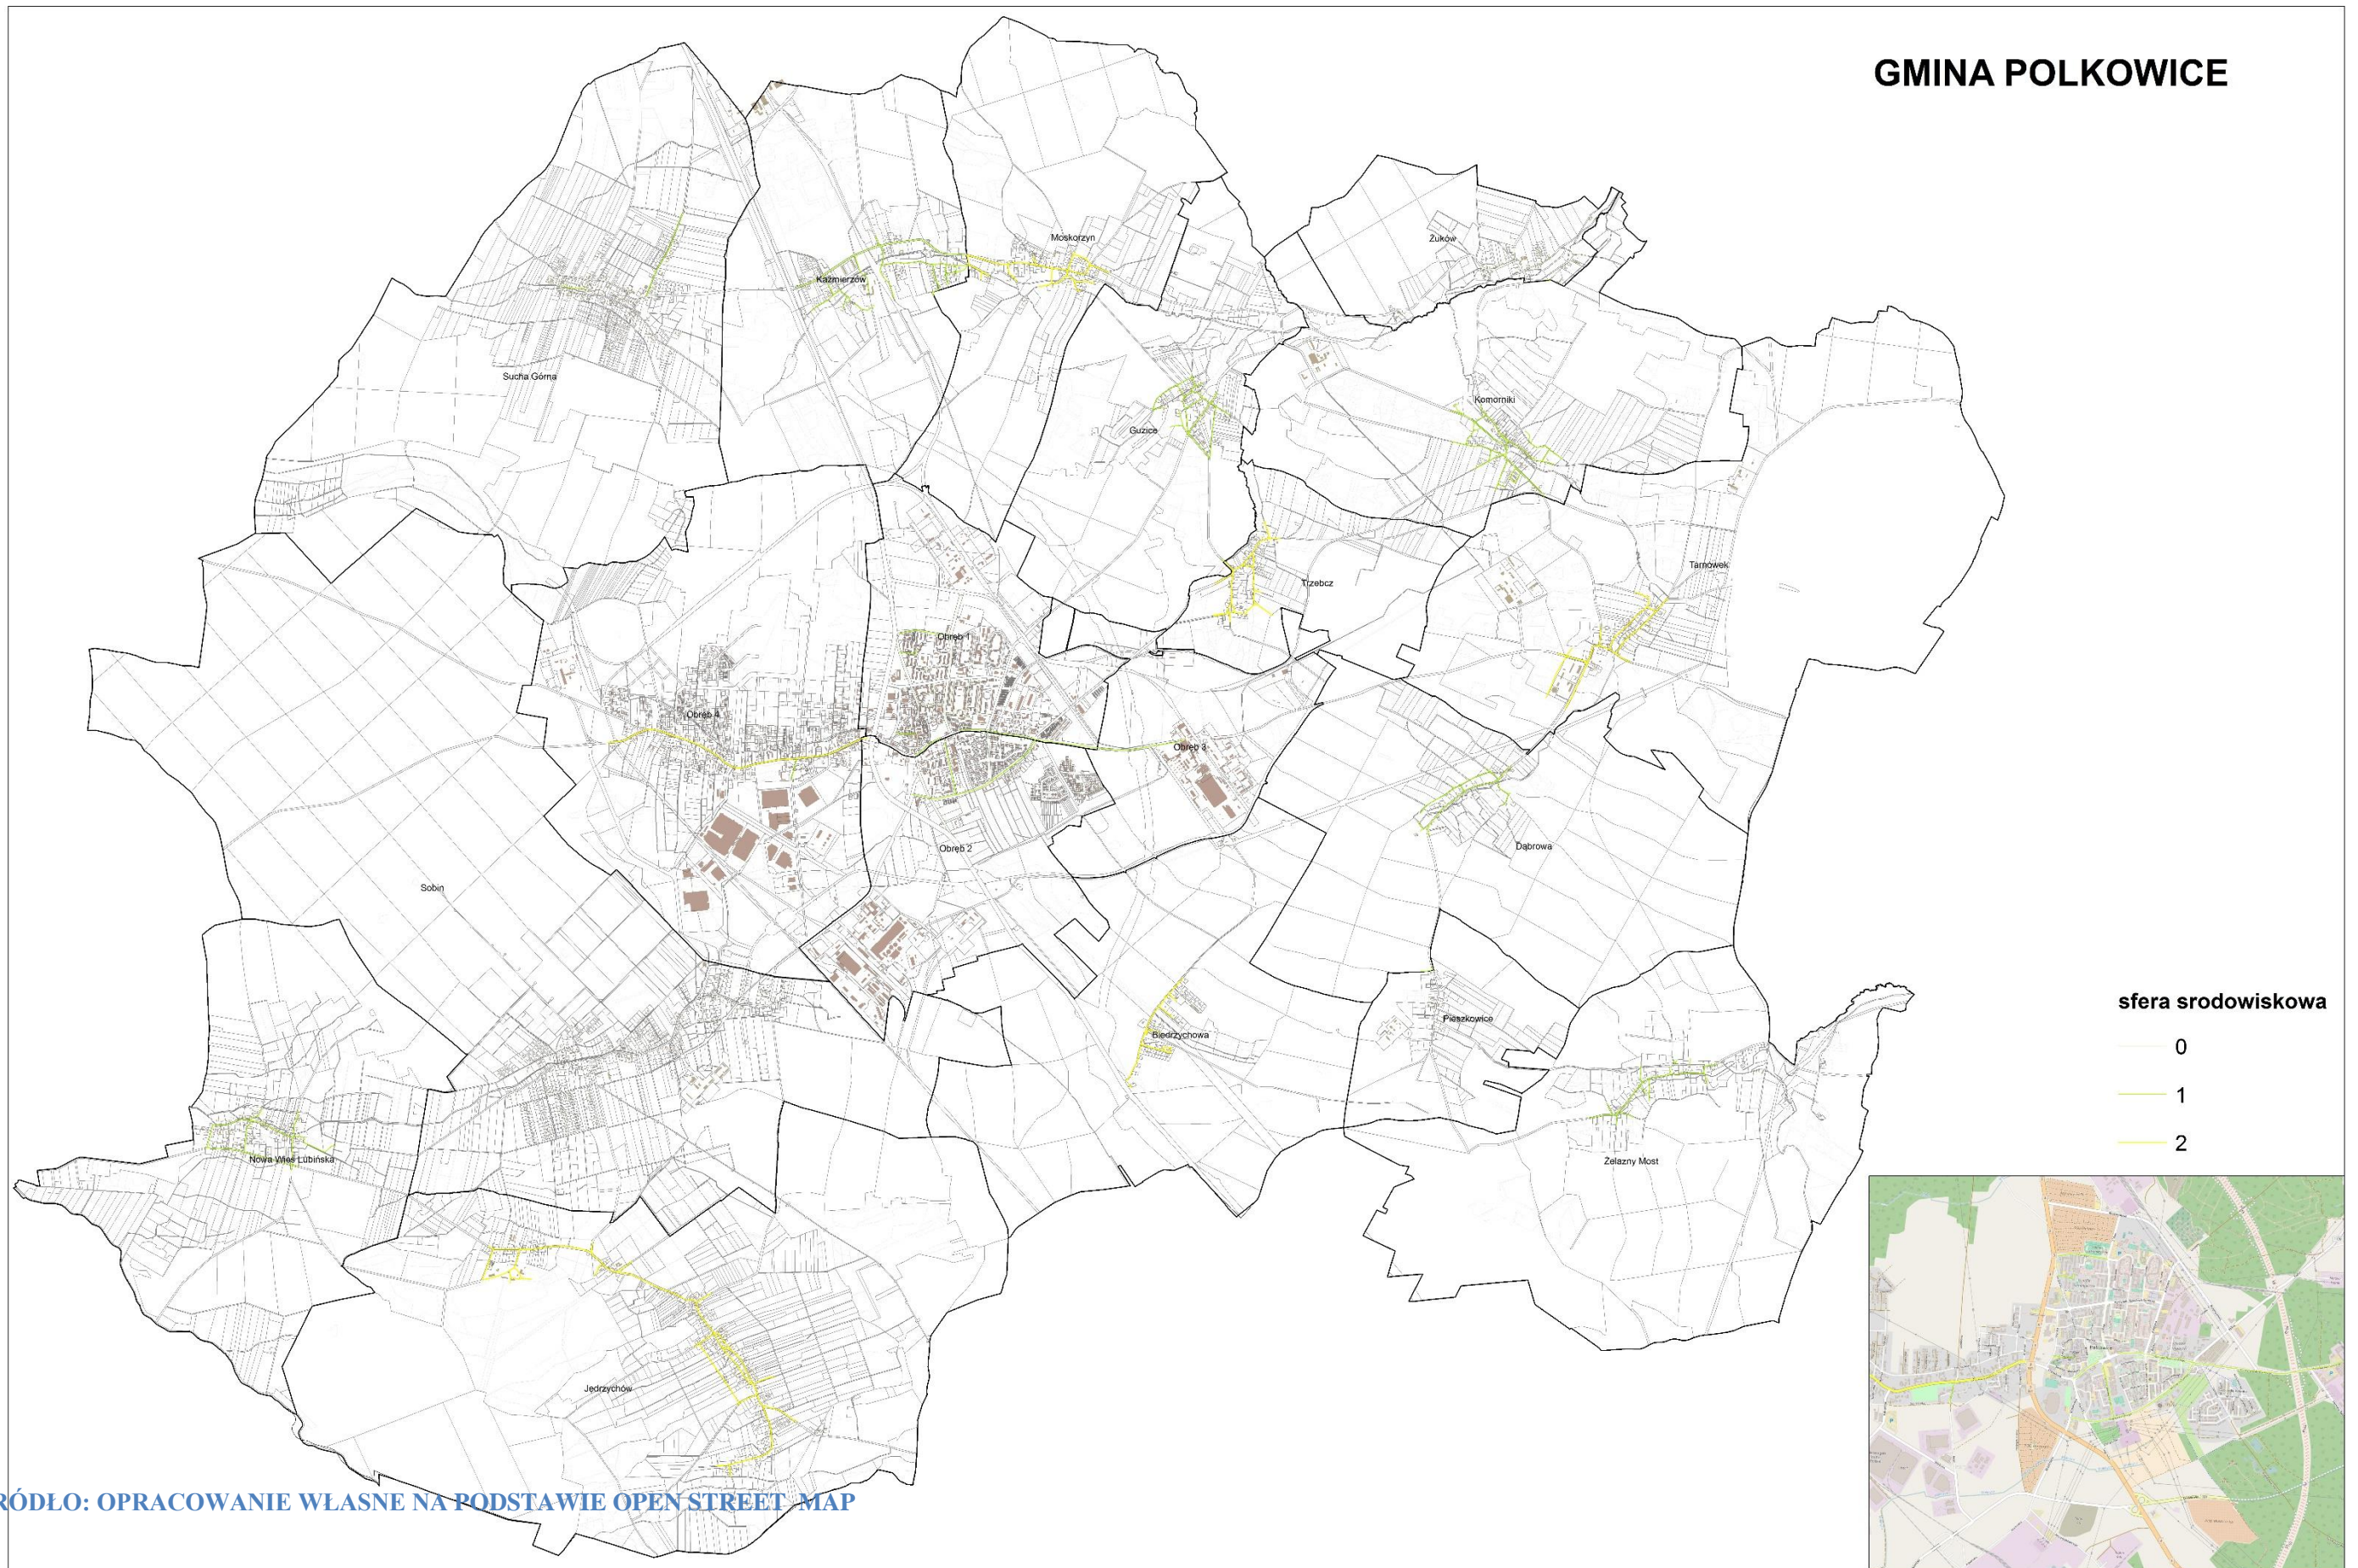 GMINA POLKOWICE
Moskorzyn
Żuków
Kaźmierzów
Sucha Górna
Komorniki
Guzice
Tarnówek
Trzebcz
Obręb 1
Obręb 4
Obręb 3
Obręb 2
Dąbrowa
Sobin
sfera srodowiskowa
0
1
2
Pieszkowice
Biedrzychowa
Nowa Wieś Lubińska
Żelazny Most
Jędrzychów
RÓDŁO: OPRACOWANIE WŁASNE NA PODSTAWIE OPEN STREET MAP